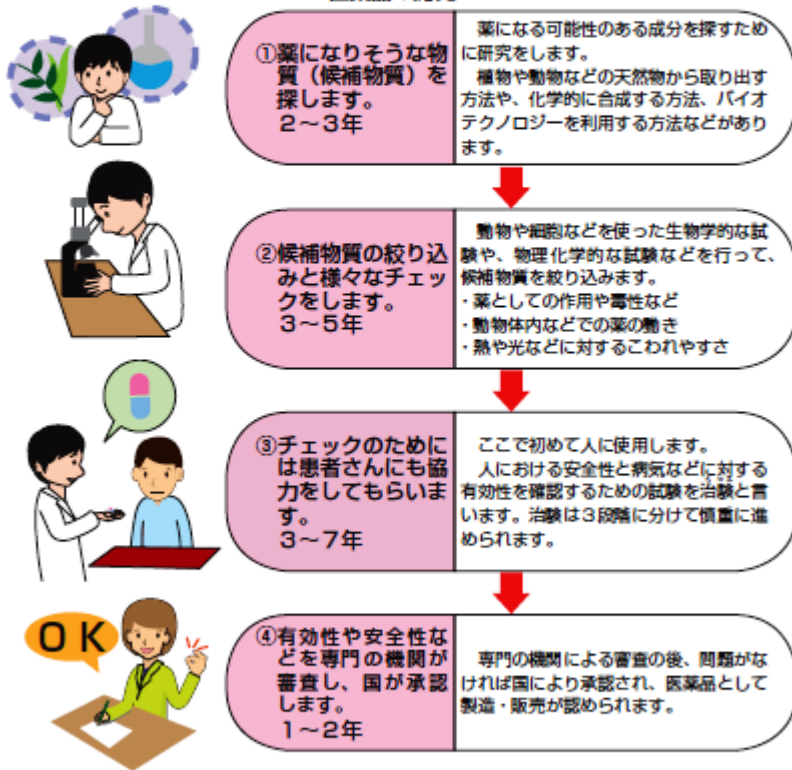 ①薬になりそうな物
質（候補物質）を
探します。
２～３年
薬になる可能性のある成分を探すため
に研究をします。
植物や動物などの天然物から取り出す
方法や、化学的に合成する方法、バイオ
テクノロジーを利用する方法などがあり
ます。
②候補物質の絞り込
みと様々なチェッ
クをします。
３～５年
動物や細胞などを使った生物学的な試
験や、物理化学的な試験などを行って、
候補物質を絞り込みます。
・薬としての作用や毒性など
・動物体内などでの薬の動き
・熱や光などに対するこわれやすさ
③チェックのために
は患者さんにも協
力をしてもらいま
す。
３～７年
ここで初めて人に使用します。
人における安全性と病気などに対する
有効性を確認するための試験を治験と言
います。治験は３段階に分けて慎重に進
められます。
OK
④有効性や安全性な
どを専門の機関が
審査し、国が承認
します。
１～２年
専門の機関による審査の後、問題がな
ければ国により承認され、医薬品として
製造・販売が認められます。